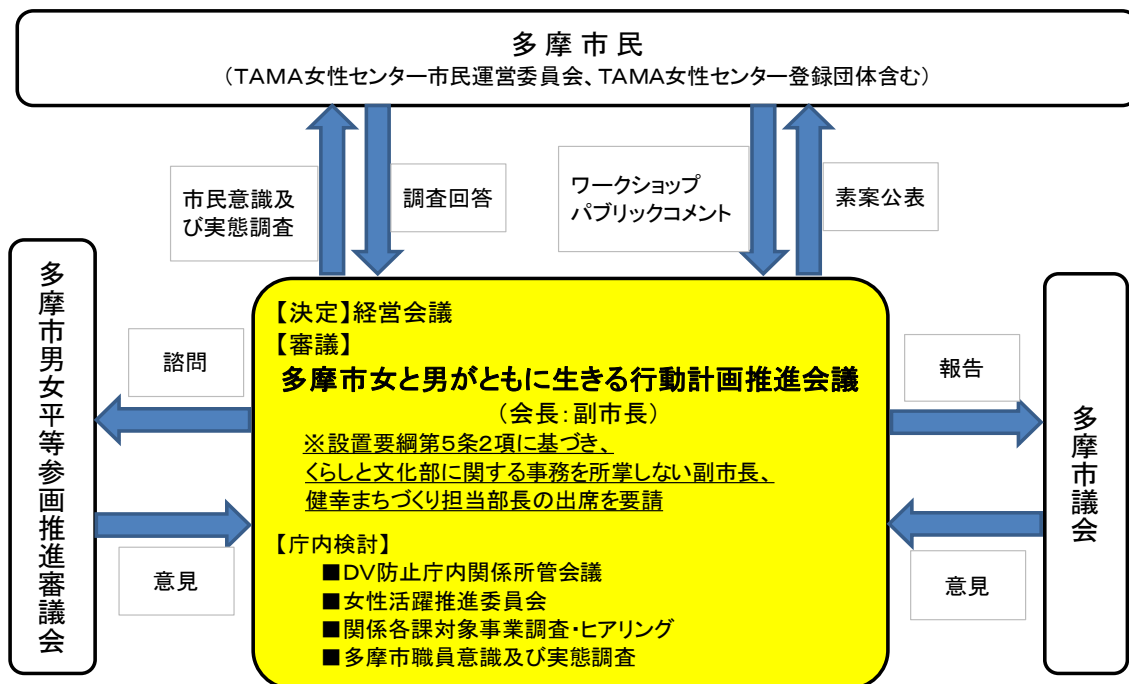 多摩市民
(TAMA女性センター市民運営委員会、TAMA女性センター登録団体含む)
市民意識及
び実態調査
調査回答
ワークショップ
パブリックコメント
素案公表
多摩市男女平等参画推進審議会
諮問
意見
【決定】経営会議
【審議】
多摩市女と男がともに生きる行動計画推進会議
(会長:副市長)
※設置要綱第5条2項に基づき、
くらしと文化部に関する事務を所掌しない副市長、
健幸まちづくり担当部長の出席を要請
【庁内検討】
■DV防止庁内関係所管会議
■女性活躍推進委員会
■関係各課対象事業調査・ヒアリング
■多摩市職員意識及び実態調査
報告
意見
多摩市議会